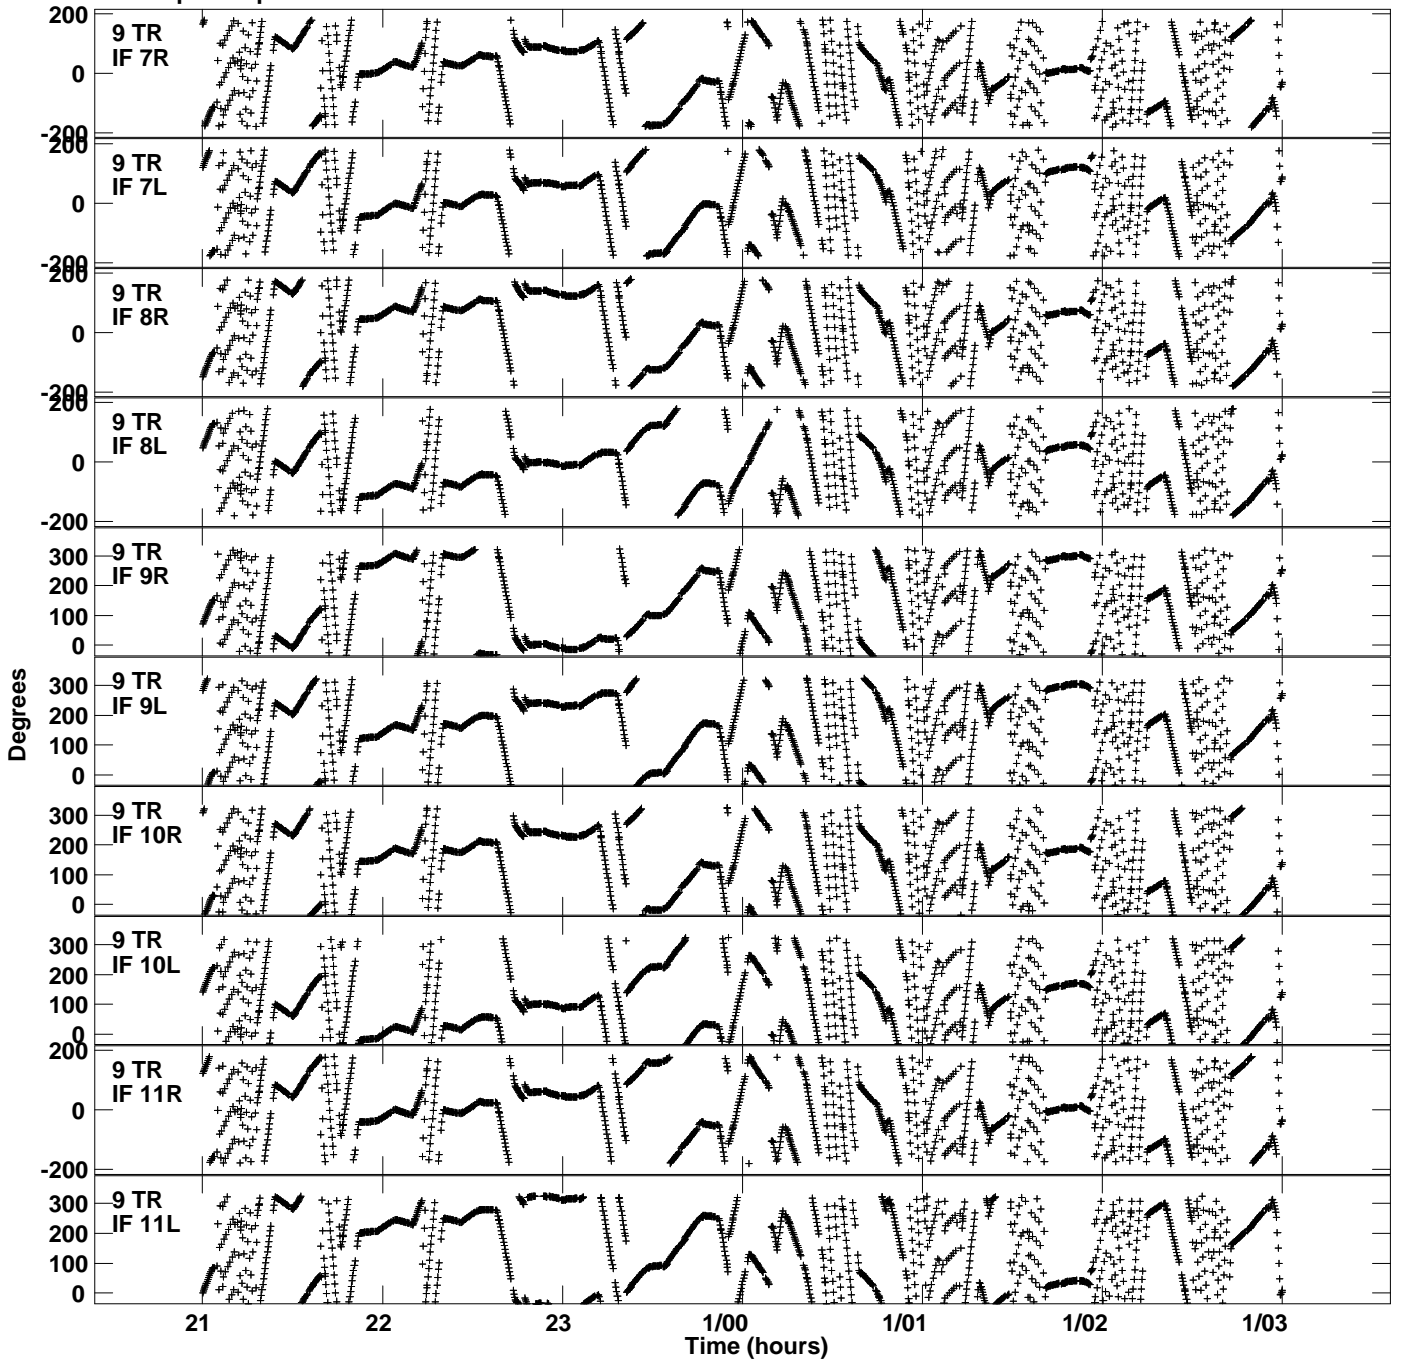 200
0
-200
9 TR
IF 7R
200
0
-200
9 TR
IF 7L
200
0
-200
9 TR
IF 8R
200
0
-200
9 TR
IF 8L
300
200
100
0
9 TR
IF 9R
300
200
100
0
9 TR
IF 9L
300
200
100
0
9 TR
IF 10R
300
200
100
0
9 TR
IF 10L
200
0
-200
9 TR
IF 11R
300
200
100
0
9 TR
IF 11L
Degrees
21 22 23 1/00 1/01 1/02 1/03
Time (hours)